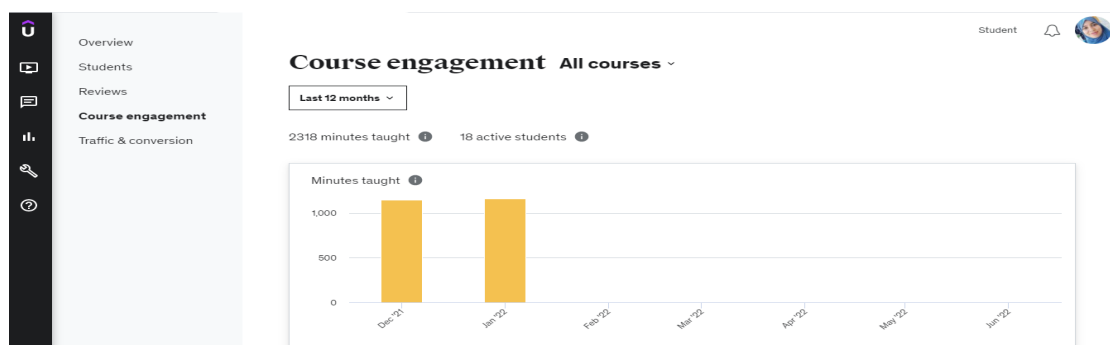 Student
Overview
Students
Reviews
Course engagement
Traffic & conversion
Course engagement All courses
Last 12 months
2318 minutes taught 18 active students
Minutes taught
1,000
500
0
Dec '21 Jan '22 Feb '22 Mar '22 Apr '22 May '22 Jun '22